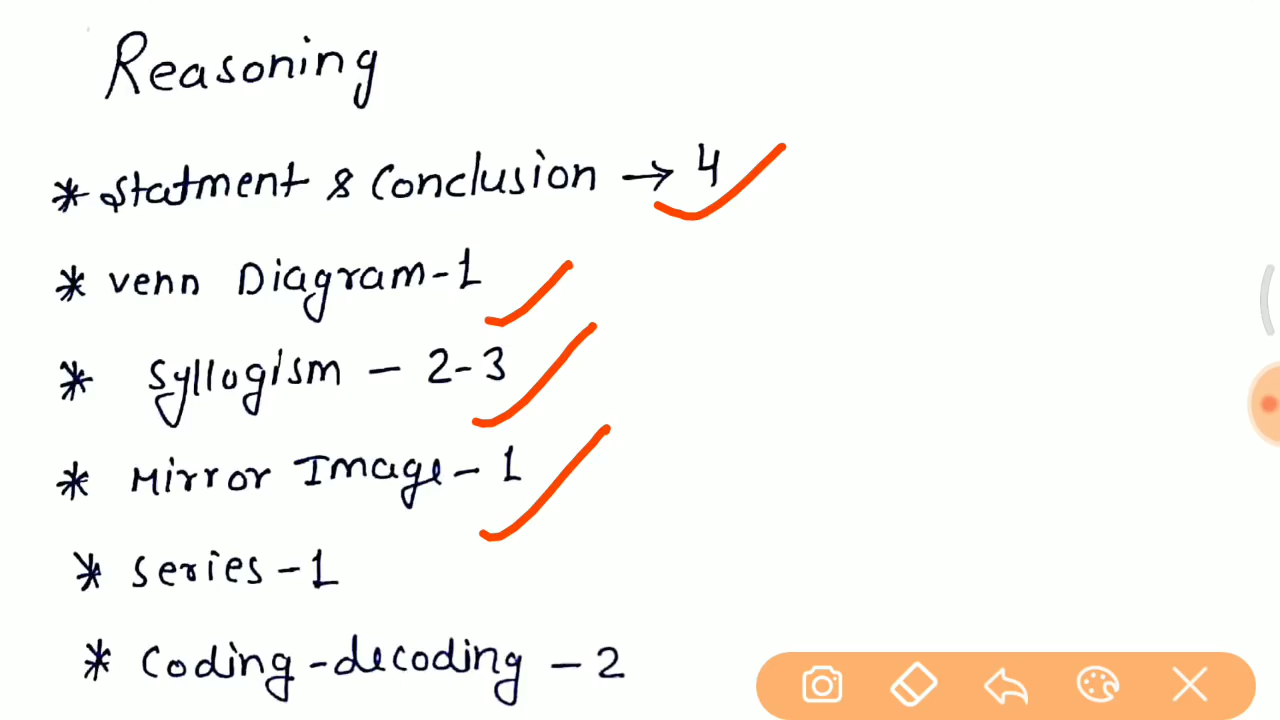 Reasoning
* Statment & Conclusion → 4
* Venn Diagram-1
* Syllogism - 2-3
* Mirror Image - 1
* Series - 1
* Coding-decoding - 2